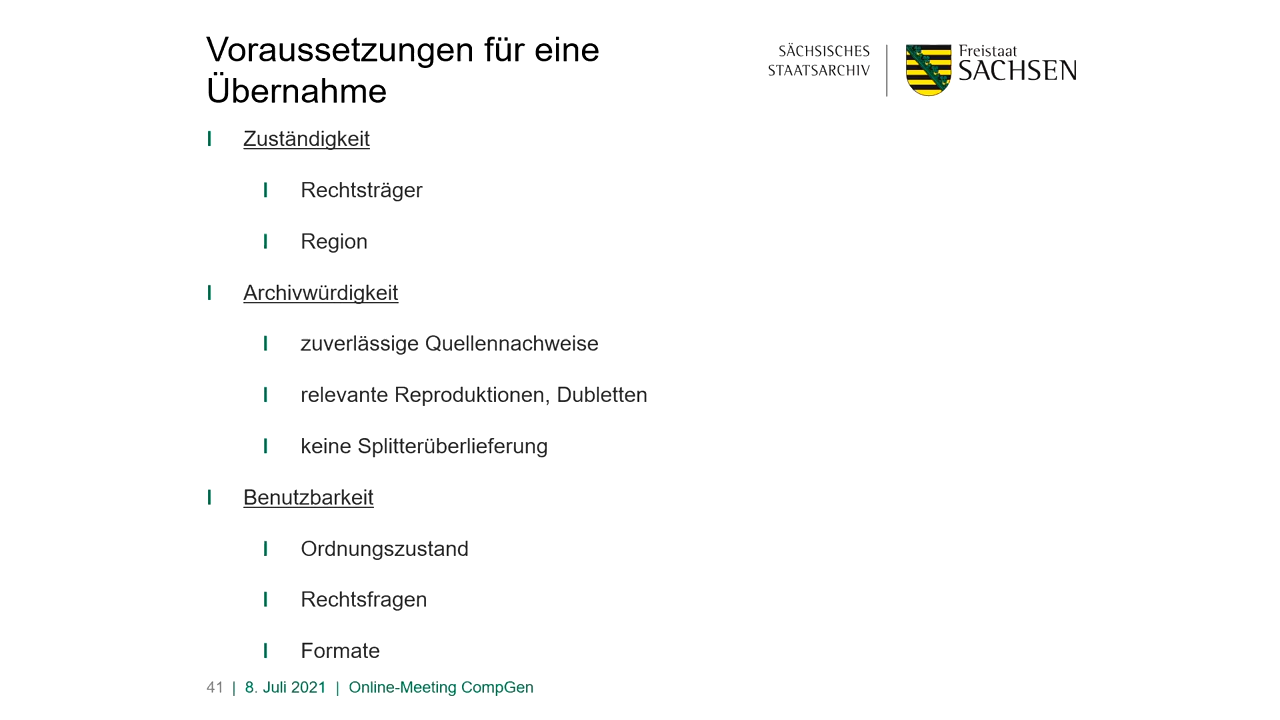 Voraussetzungen für eine
Übernahme
SÄCHSISCHES
STAATSARCHIV
Freistaat
SACHSEN
Zuständigkeit
Rechtsträger
Region
Archivwürdigkeit
zuverlässige Quellennachweise
relevante Reproduktionen, Dubletten
keine Splitterüberlieferung
Benutzbarkeit
Ordnungszustand
Rechtsfragen
Formate
41 | 8. Juli 2021 | Online-Meeting CompGen